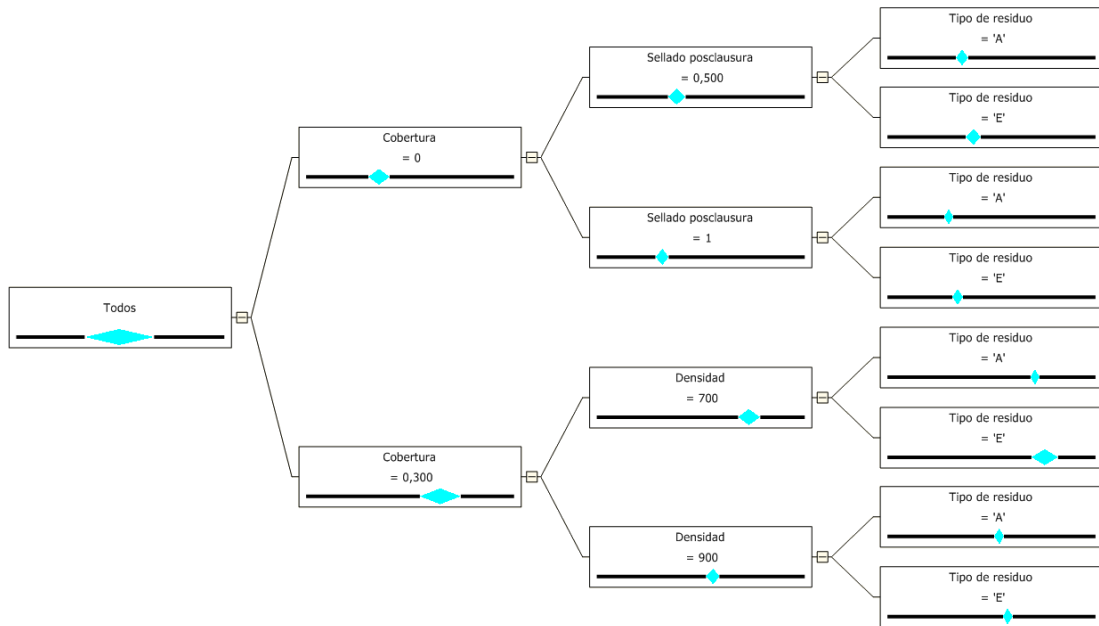 Todos
Cobertura
= 0
Cobertura
= 0,300
Sellado posclausura
= 0,500
Sellado posclausura
= 1
Densidad
= 700
Densidad
= 900
Tipo de residuo
= 'A'
Tipo de residuo
= 'E'
Tipo de residuo
= 'A'
Tipo de residuo
= 'E'
Tipo de residuo
= 'A'
Tipo de residuo
= 'E'
Tipo de residuo
= 'A'
Tipo de residuo
= 'E'